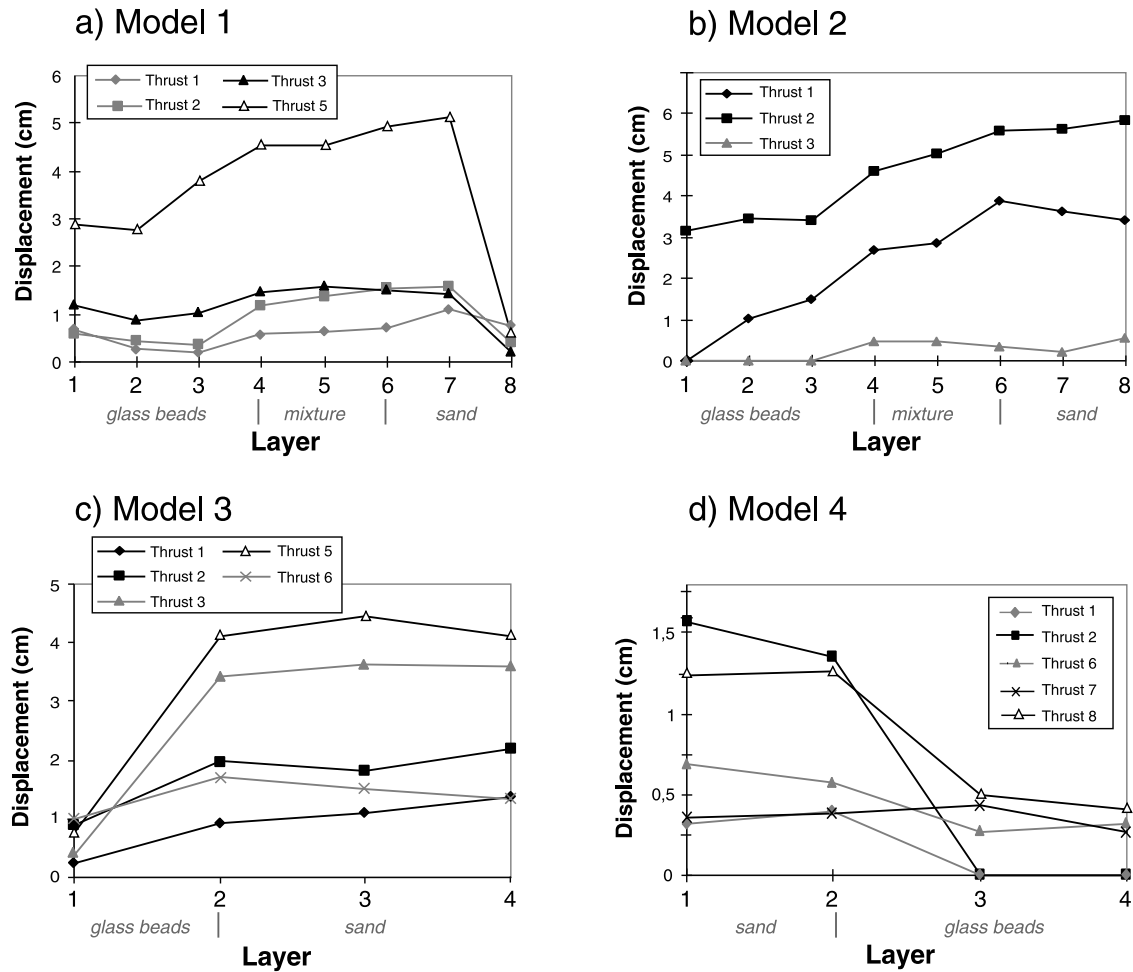 a) Model 1
Thrust 1
Thrust 3
Thrust 2
Thrust 5
Displacement (cm)
6
5
4
3
2
1
0
1 2 3 4 5 6 7 8
glass beads | mixture | sand
Layer
b) Model 2
Thrust 1
Thrust 2
Thrust 3
Displacement (cm)
6
5
4
3
2
1
0
1 2 3 4 5 6 7 8
glass beads | mixture | sand
Layer
c) Model 3
Thrust 1
Thrust 5
Thrust 2
Thrust 6
Thrust 3
Displacement (cm)
5
4
3
2
1
0
1 2 3 4
glass beads | sand
Layer
d) Model 4
Thrust 1
Thrust 2
Thrust 6
Thrust 7
Thrust 8
Displacement (cm)
1,5
1
0,5
0
1 2 3 4
sand | glass beads
Layer